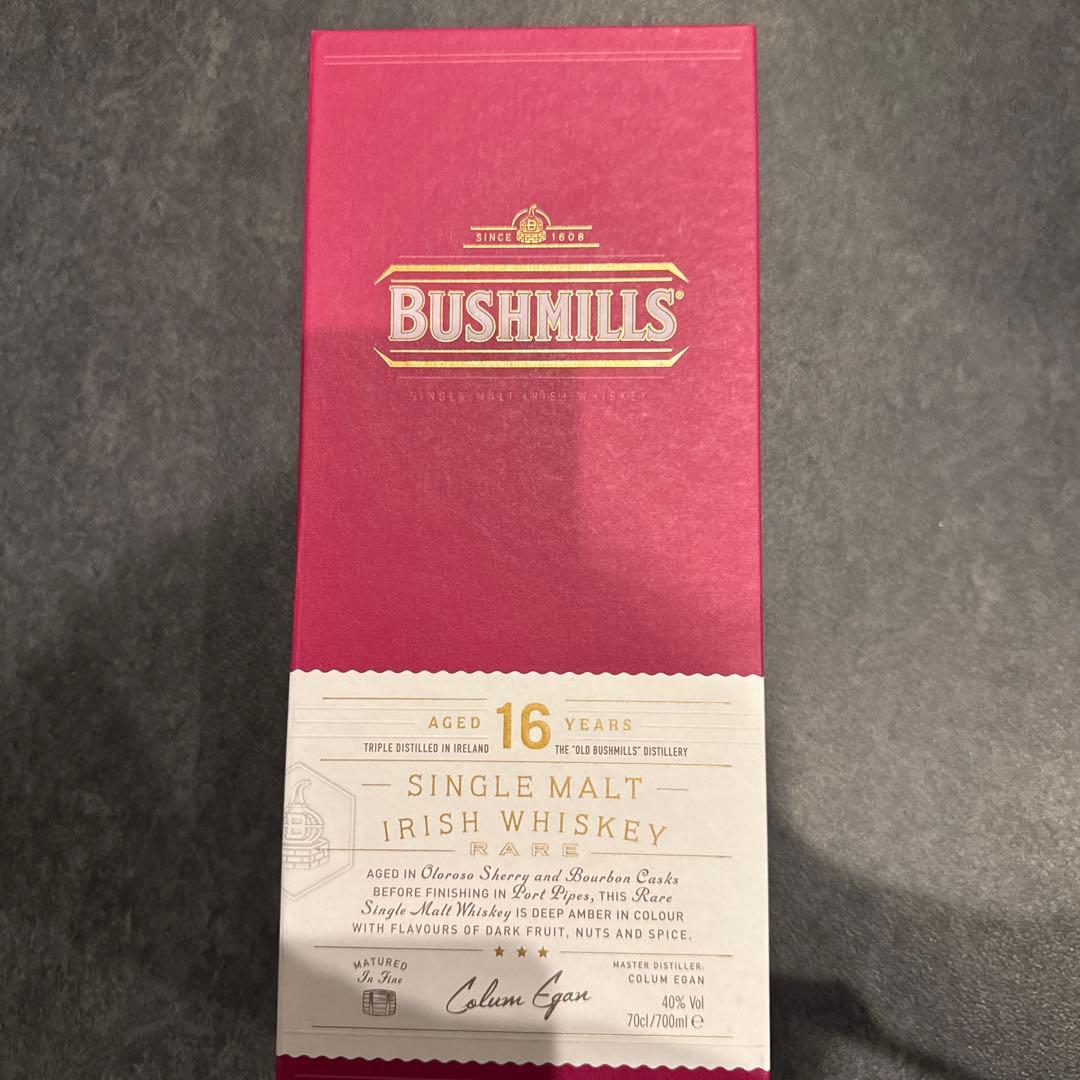 SINCE B 1608
BUSHMILLS®
SINGLE MALT IRISH WHISKEY
AGED 16 YEARS
TRIPLE DISTILLED IN IRELAND THE "OLD BUSHMILLS" DISTILLERY
SINGLE MALT
IRISH WHISKEY
RARE
AGED IN Oloroso Sherry and Bourbon Casks
BEFORE FINISHING IN Port Pipes, THIS Rare
Single Malt Whiskey IS DEEP AMBER IN COLOUR
WITH FLAVOURS OF DARK FRUIT, NUTS AND SPICE.
MATURED
In Fine
Colum Egan
MASTER DISTILLER:
COLUM EGAN
40% Vol
70cl/700ml ℮
B